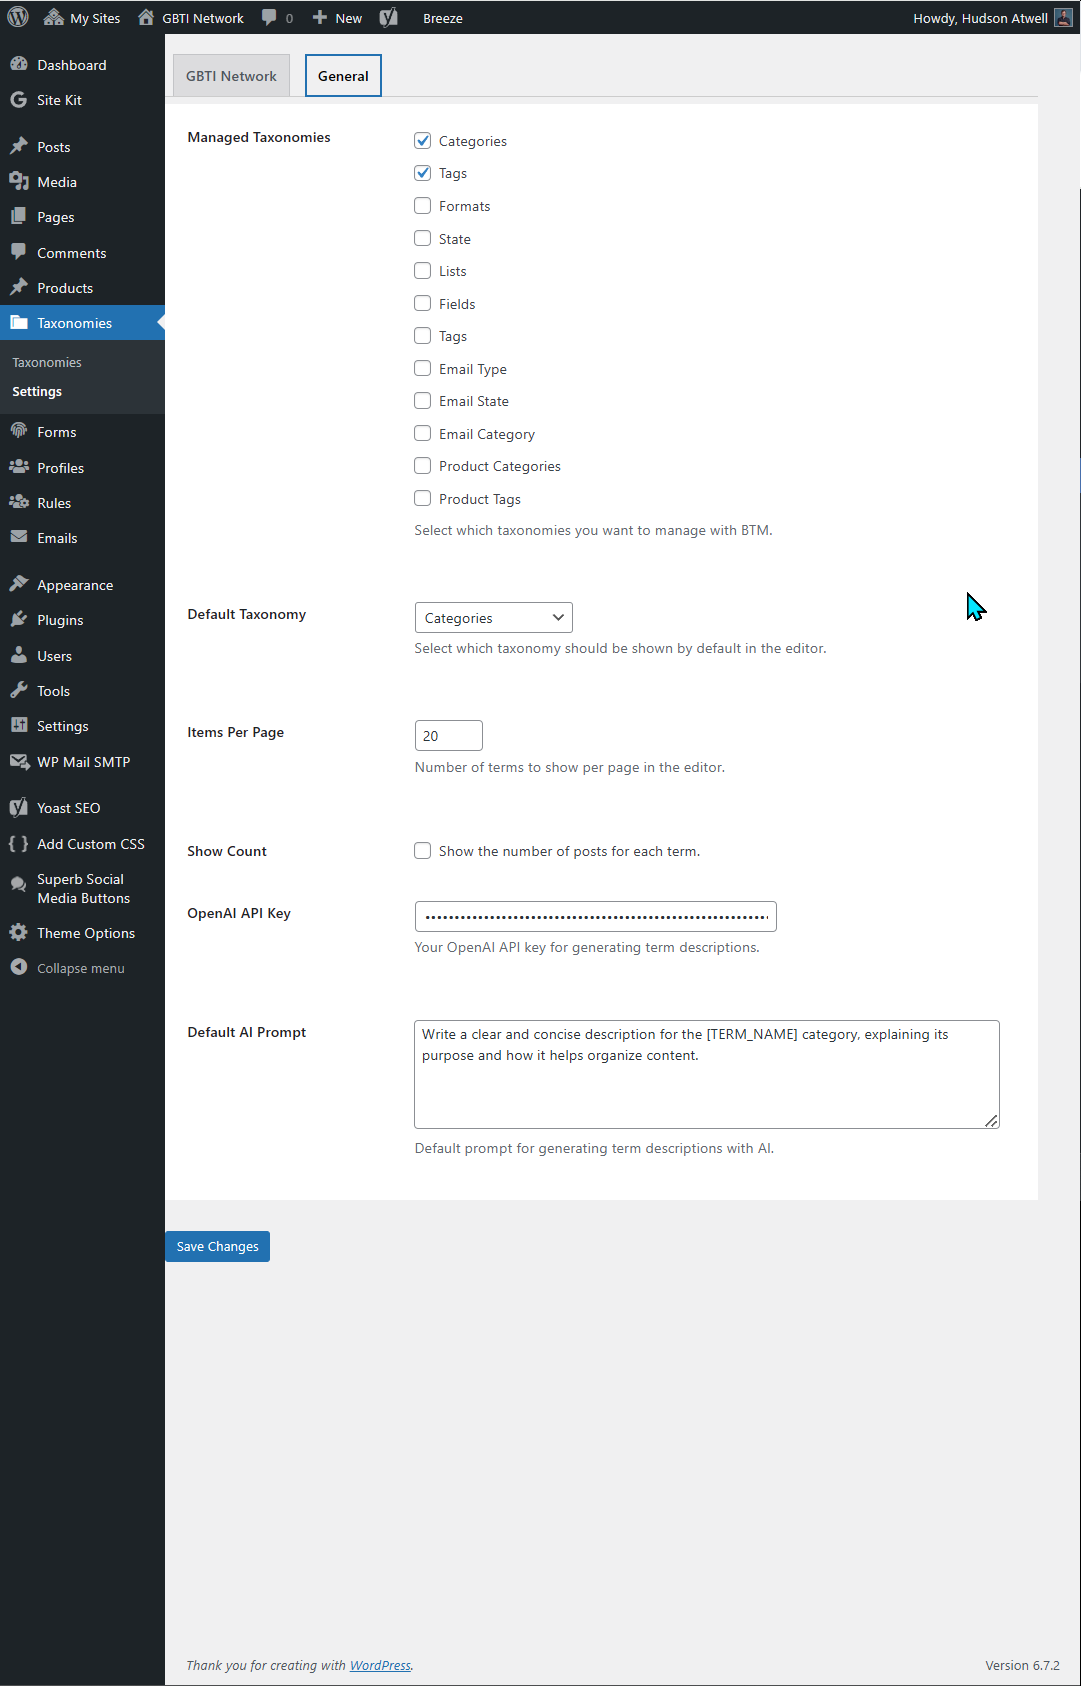 My Sites
GBTI Network
0
New
Breeze
Howdy, Hudson Atwell
Dashboard
Site Kit
Posts
Media
Pages
Comments
Products
Taxonomies
Taxonomies
Settings
Forms
Profiles
Rules
Emails
Appearance
Plugins
Users
Tools
Settings
WP Mail SMTP
Yoast SEO
Add Custom CSS
Superb Social
Media Buttons
Theme Options
Collapse menu
GBTI Network
General
Managed Taxonomies
Categories
Tags
Formats
State
Lists
Fields
Tags
Email Type
Email State
Email Category
Product Categories
Product Tags
Select which taxonomies you want to manage with BTM.
Default Taxonomy
Categories
Select which taxonomy should be shown by default in the editor.
Items Per Page
20
Number of terms to show per page in the editor.
Show Count
Show the number of posts for each term.
OpenAI API Key
Your OpenAI API key for generating term descriptions.
Default AI Prompt
Write a clear and concise description for the [TERM_NAME] category, explaining its
purpose and how it helps organize content.
Default prompt for generating term descriptions with AI.
Save Changes
Thank you for creating with WordPress.
Version 6.7.2